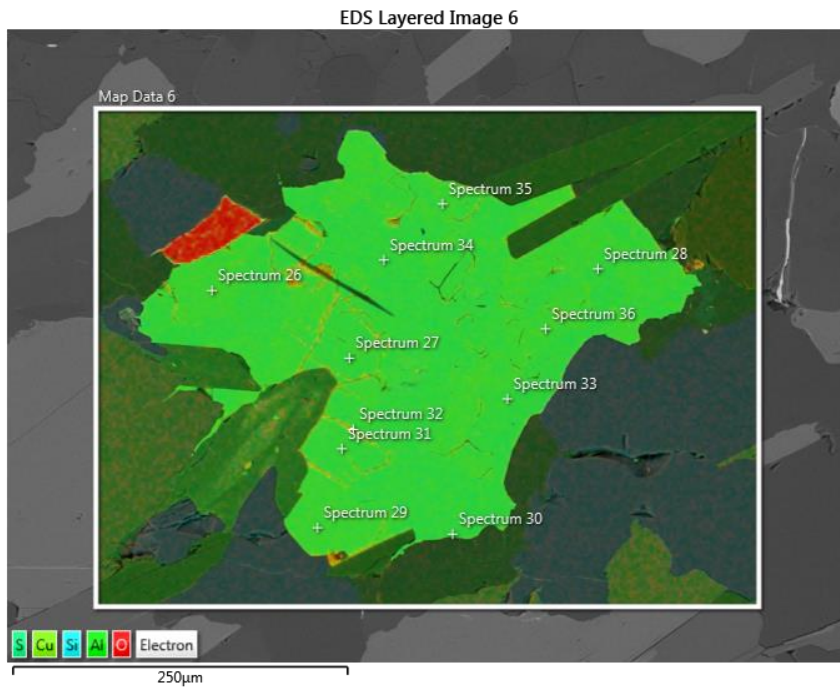 EDS Layered Image 6
Map Data 6
Spectrum 35
Spectrum 34
Spectrum 28
Spectrum 26
Spectrum 36
Spectrum 27
Spectrum 33
Spectrum 32
Spectrum 31
Spectrum 29
Spectrum 30
S Cu Si Al O Electron
250µm